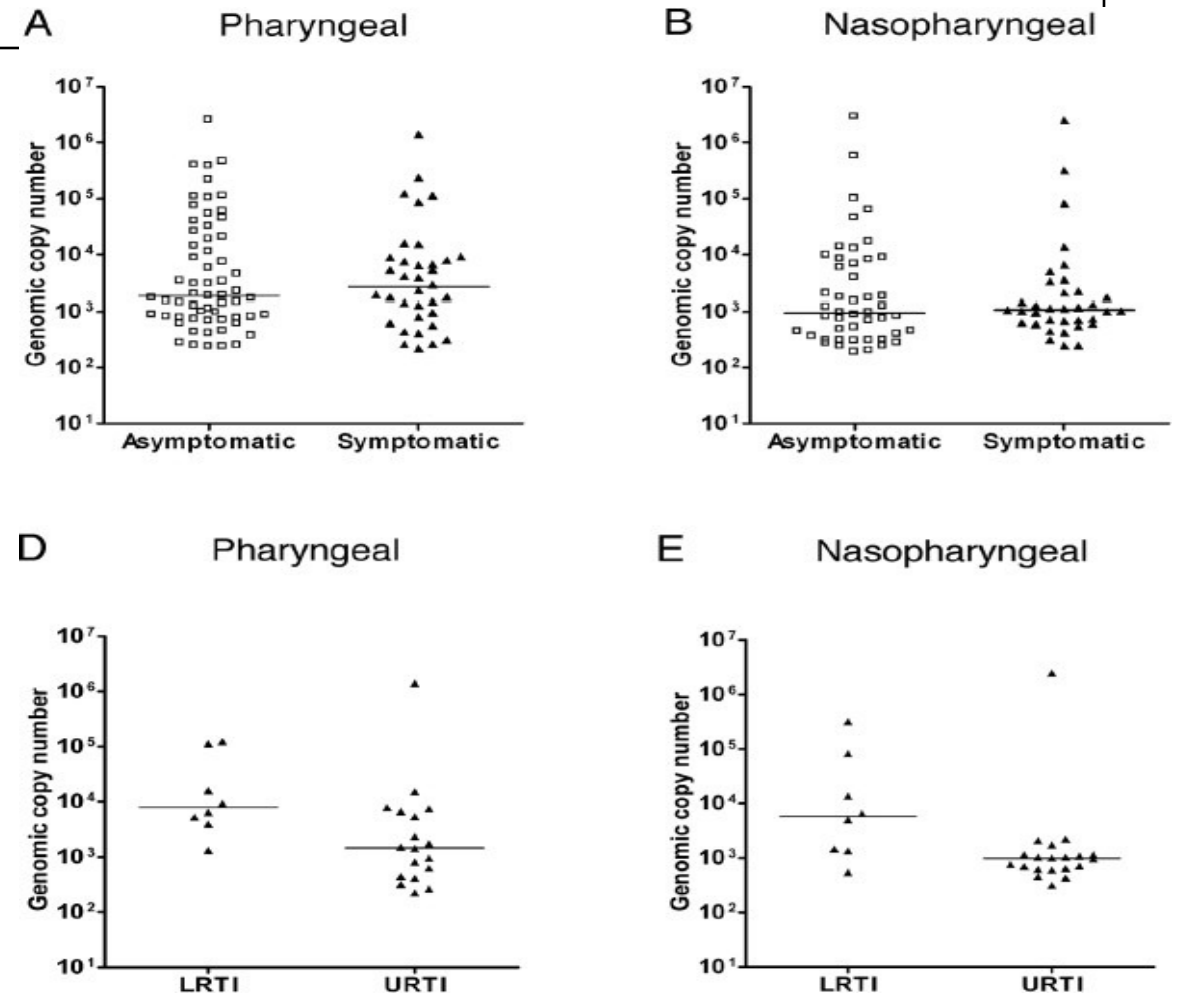 A Pharyngeal
B Nasopharyngeal
Genomic copy number
10⁷
10⁶
10⁵
10⁴
10³
10²
10¹
Asymptomatic Symptomatic
Genomic copy number
10⁷
10⁶
10⁵
10⁴
10³
10²
10¹
Asymptomatic Symptomatic
D Pharyngeal
E Nasopharyngeal
Genomic copy number
10⁷
10⁶
10⁵
10⁴
10³
10²
10¹
LRTI URTI
Genomic copy number
10⁷
10⁶
10⁵
10⁴
10³
10²
10¹
LRTI URTI